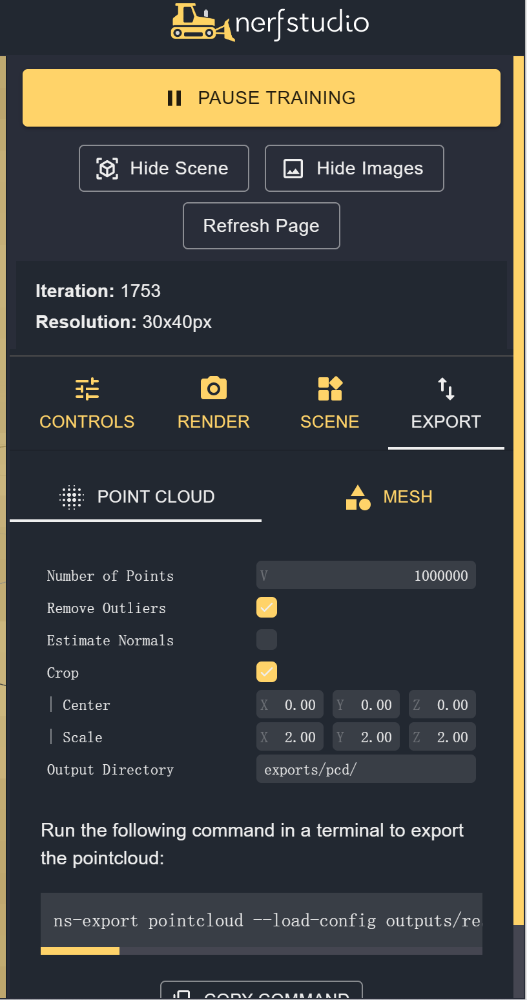 nerfstudio
PAUSE TRAINING
Hide Scene Hide Images
Refresh Page
Iteration: 1753
Resolution: 30x40px
CONTROLS RENDER SCENE EXPORT
POINT CLOUD MESH
Number of Points V 1000000
Remove Outliers
Estimate Normals
Crop
Center X 0.00 Y 0.00 Z 0.00
Scale X 2.00 Y 2.00 Z 2.00
Output Directory exports/pcd/
Run the following command in a terminal to export
the pointcloud:
ns-export pointcloud --load-config outputs/re
COPY COMMAND